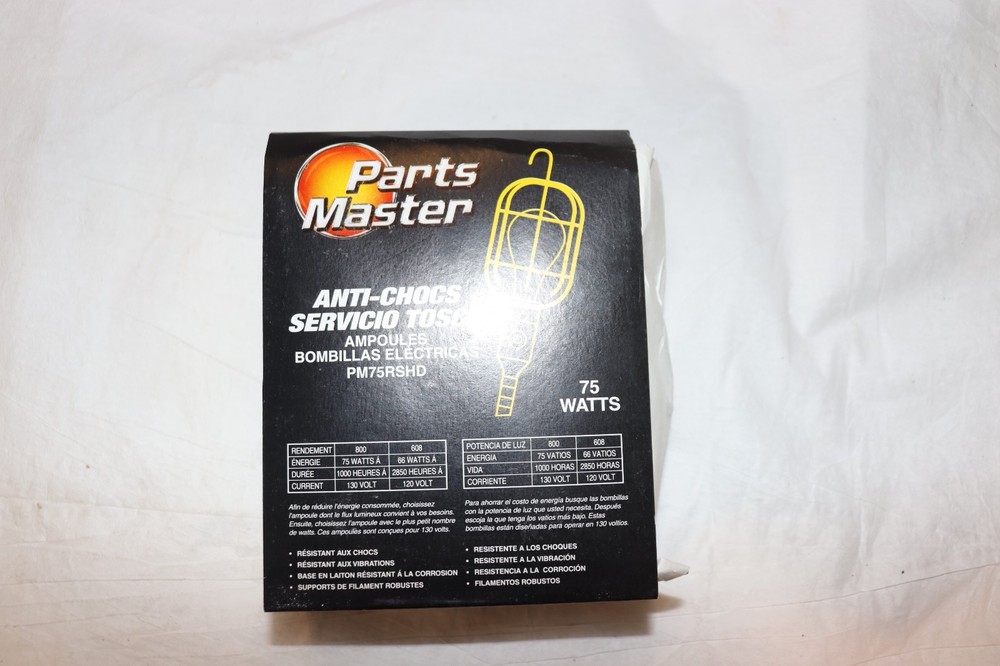 Parts
Master
ANTI-CHOCS
SERVICIO
AMPOULES
BOMBILLAS ELÉCTRICAS
PM75RSHD
75
WATTS
RENDEMENT 800 608
ÉNERGIE 75 WATTS À 66 WATTS À
DURÉE 1000 HEURES À 2850 HEURES À
CURRENT 130 VOLT 120 VOLT
POTENCIA DE LUZ 800 608
ENERGIA 75 VATIOS 66 VATIOS
VIDA 1000 HORAS 2850 HORAS
CORRIENTE 130 VOLT 120 VOLT
Afin de réduire l'énergie consommée, choisissez
l'ampoule dont le flux lumineux convient à vos besoins.
Ensuite, choisissez l'ampoule avec le plus petit nombre
de watts. Ces ampoules sont conçues pour 130 volts.
Para ahorrar el costo de energía busque las bombillas
con la potencia de luz que usted necesita. Después
escoja la que tenga los vatios más bajo. Estas
bombillas están diseñadas para operar en 130 voltios.
• RÉSISTANT AUX CHOCS
• RÉSISTANT AUX VIBRATIONS
• BASE EN LAITON RÉSISTANT À LA CORROSION
• SUPPORTS DE FILAMENT ROBUSTES
• RESISTENTE A LOS CHOQUES
• RESISTENTE A LA VIBRACIÓN
• RESISTENCIA A LA CORROCIÓN
• FILAMENTOS ROBUSTOS